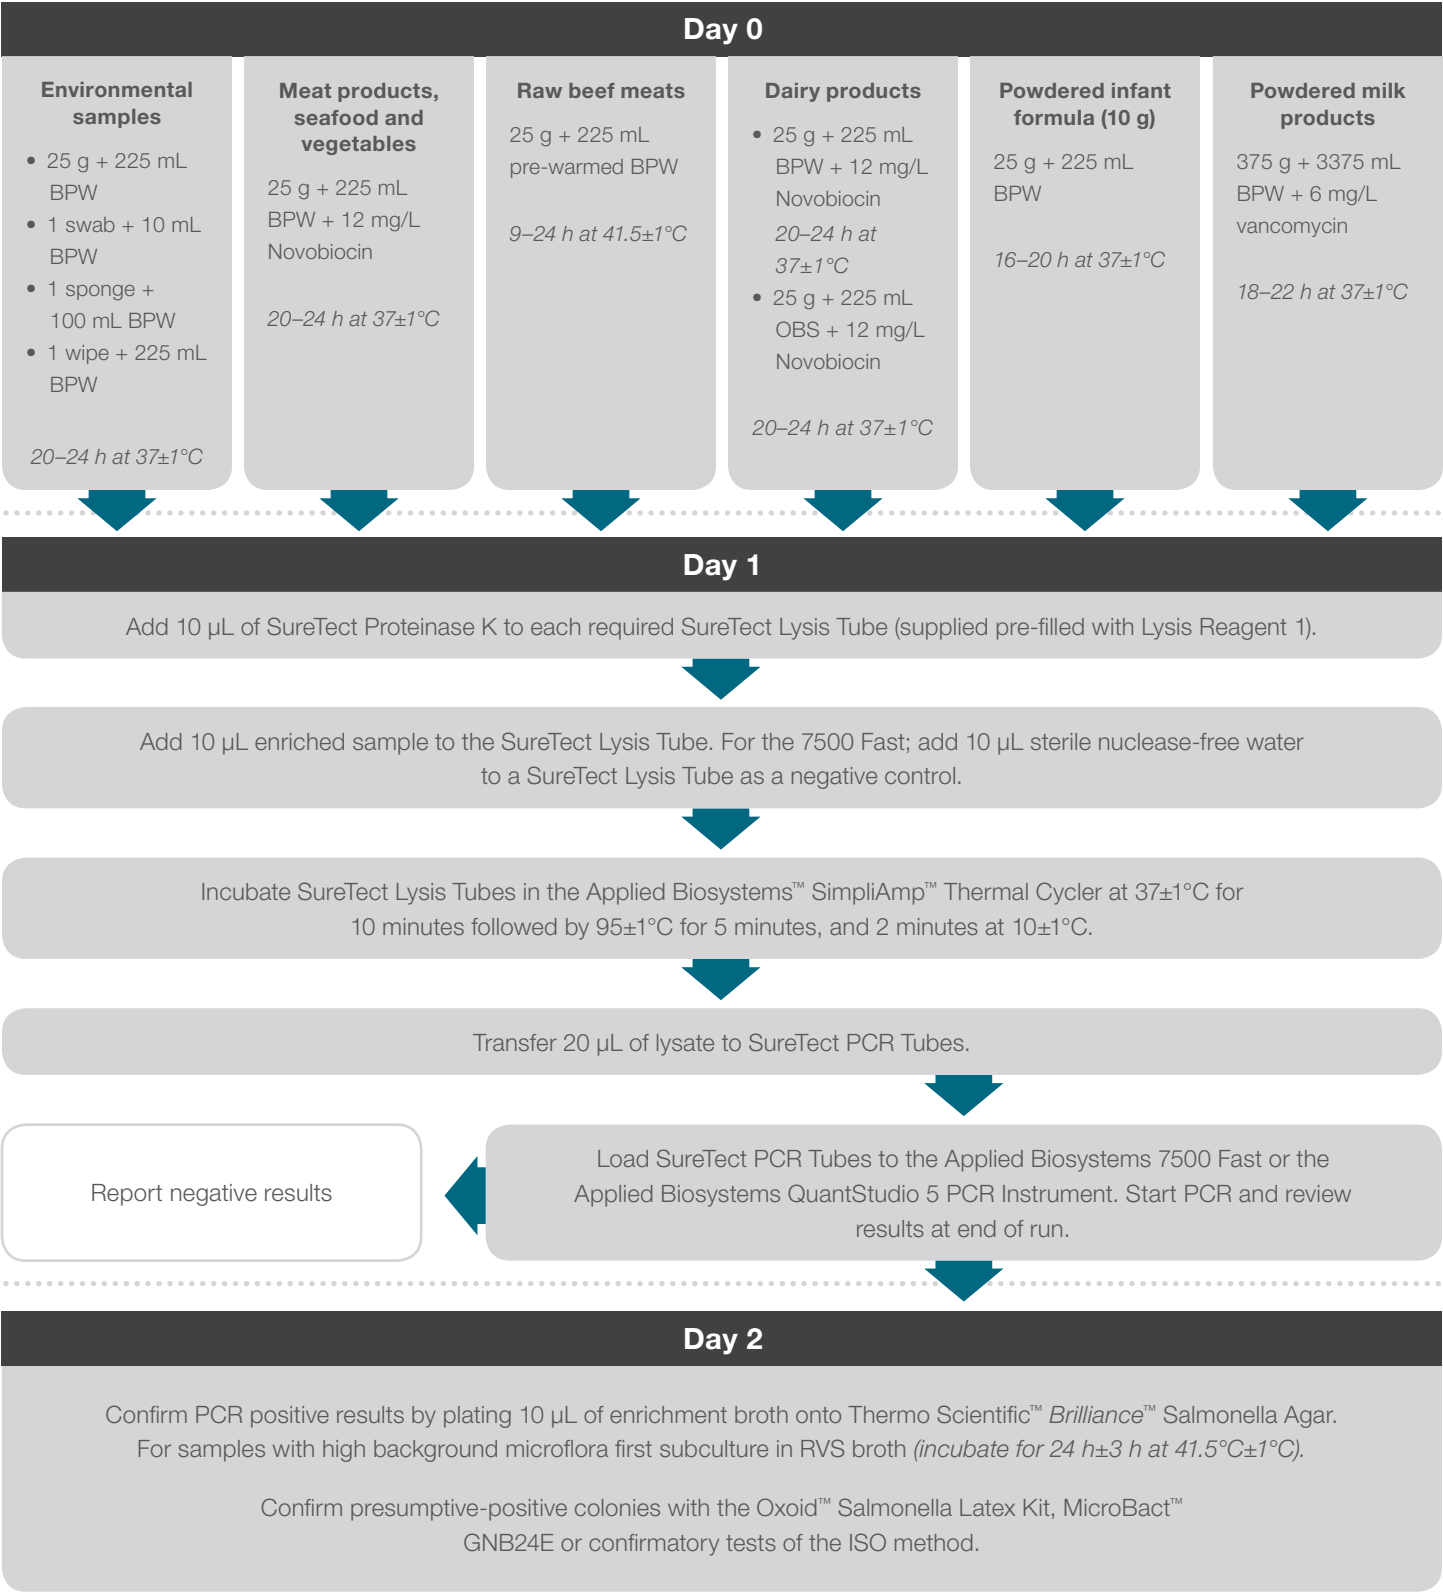 Day 0
Environmental
samples
• 25 g + 225 mL
BPW
• 1 swab + 10 mL
BPW
• 1 sponge +
100 mL BPW
• 1 wipe + 225 mL
BPW
20–24 h at 37±1°C
Meat products,
seafood and
vegetables
25 g + 225 mL
BPW + 12 mg/L
Novobiocin
20–24 h at 37±1°C
Raw beef meats
25 g + 225 mL
pre-warmed BPW
9–24 h at 41.5±1°C
Dairy products
• 25 g + 225 mL
BPW + 12 mg/L
Novobiocin
20–24 h at
37±1°C
• 25 g + 225 mL
OBS + 12 mg/L
Novobiocin
20–24 h at 37±1°C
Powdered infant
formula (10 g)
25 g + 225 mL
BPW
16–20 h at 37±1°C
Powdered milk
products
375 g + 3375 mL
BPW + 6 mg/L
vancomycin
18–22 h at 37±1°C
Day 1
Add 10 µL of SureTect Proteinase K to each required SureTect Lysis Tube (supplied pre-filled with Lysis Reagent 1).
Add 10 µL enriched sample to the SureTect Lysis Tube. For the 7500 Fast; add 10 µL sterile nuclease-free water
to a SureTect Lysis Tube as a negative control.
Incubate SureTect Lysis Tubes in the Applied Biosystems™ SimpliAmp™ Thermal Cycler at 37±1°C for
10 minutes followed by 95±1°C for 5 minutes, and 2 minutes at 10±1°C.
Transfer 20 µL of lysate to SureTect PCR Tubes.
Report negative results
Load SureTect PCR Tubes to the Applied Biosystems 7500 Fast or the
Applied Biosystems QuantStudio 5 PCR Instrument. Start PCR and review
results at end of run.
Day 2
Confirm PCR positive results by plating 10 µL of enrichment broth onto Thermo Scientific™ Brilliance™ Salmonella Agar.
For samples with high background microflora first subculture in RVS broth (incubate for 24 h±3 h at 41.5°C±1°C).
Confirm presumptive-positive colonies with the Oxoid™ Salmonella Latex Kit, MicroBact™
GNB24E or confirmatory tests of the ISO method.